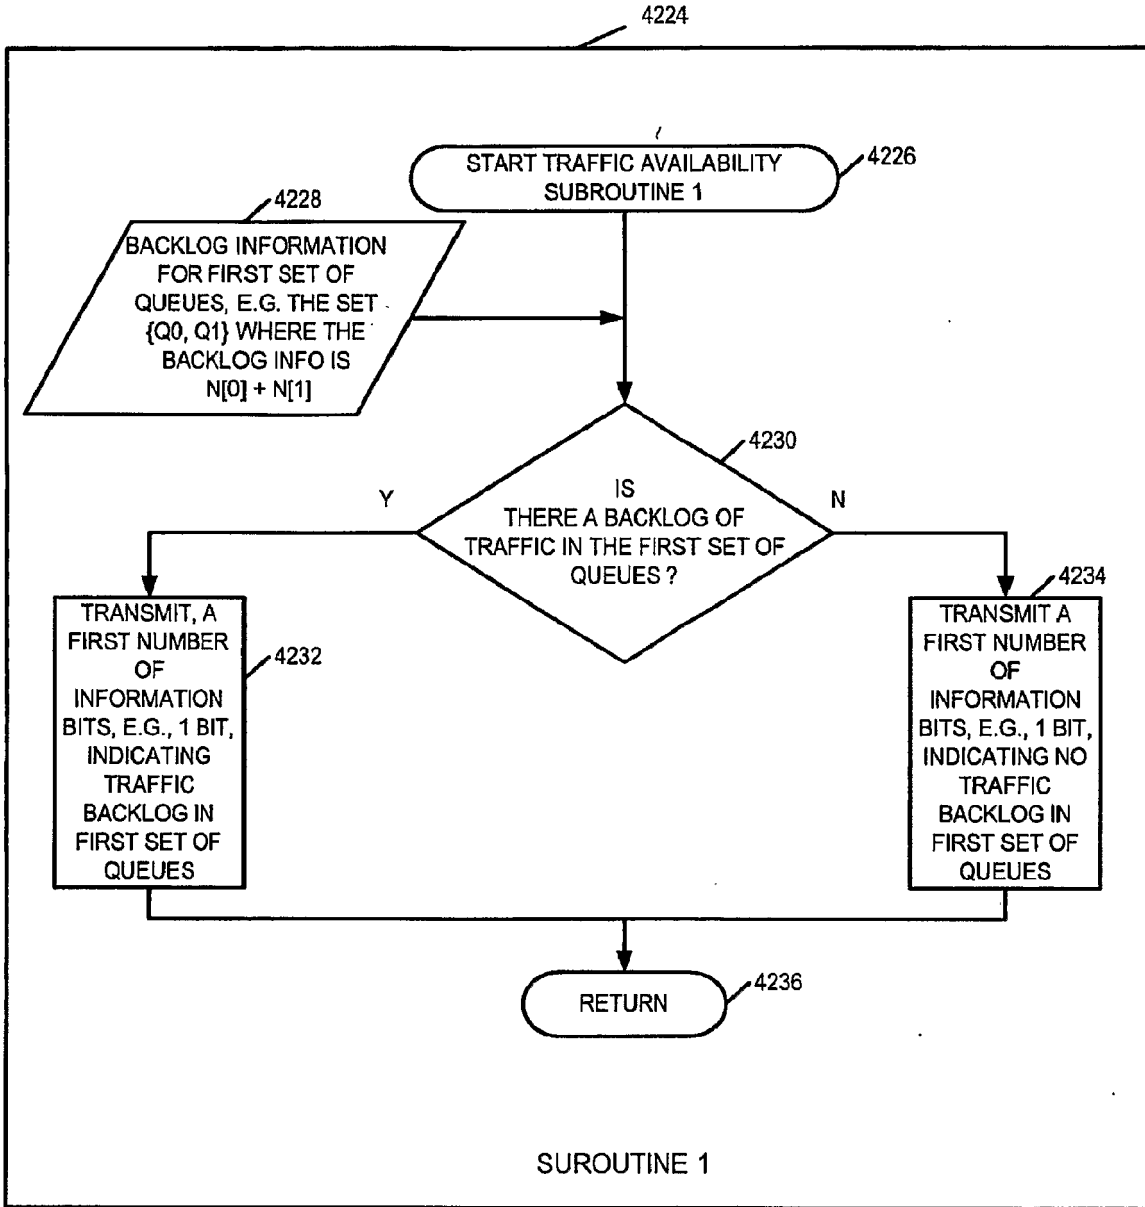 4224
START TRAFFIC AVAILABILITY
SUBROUTINE 1
4226
4228
BACKLOG INFORMATION
FOR FIRST SET OF
QUEUES, E.G. THE SET
{Q0, Q1} WHERE THE
BACKLOG INFO IS
N[0] + N[1]
4230
IS
THERE A BACKLOG OF
TRAFFIC IN THE FIRST SET OF
QUEUES ?
Y
N
TRANSMIT, A
FIRST NUMBER
OF
INFORMATION
BITS, E.G., 1 BIT,
INDICATING
TRAFFIC
BACKLOG IN
FIRST SET OF
QUEUES
4232
4234
TRANSMIT A
FIRST NUMBER
OF
INFORMATION
BITS, E.G., 1 BIT,
INDICATING NO
TRAFFIC
BACKLOG IN
FIRST SET OF
QUEUES
RETURN
4236
SUROUTINE 1